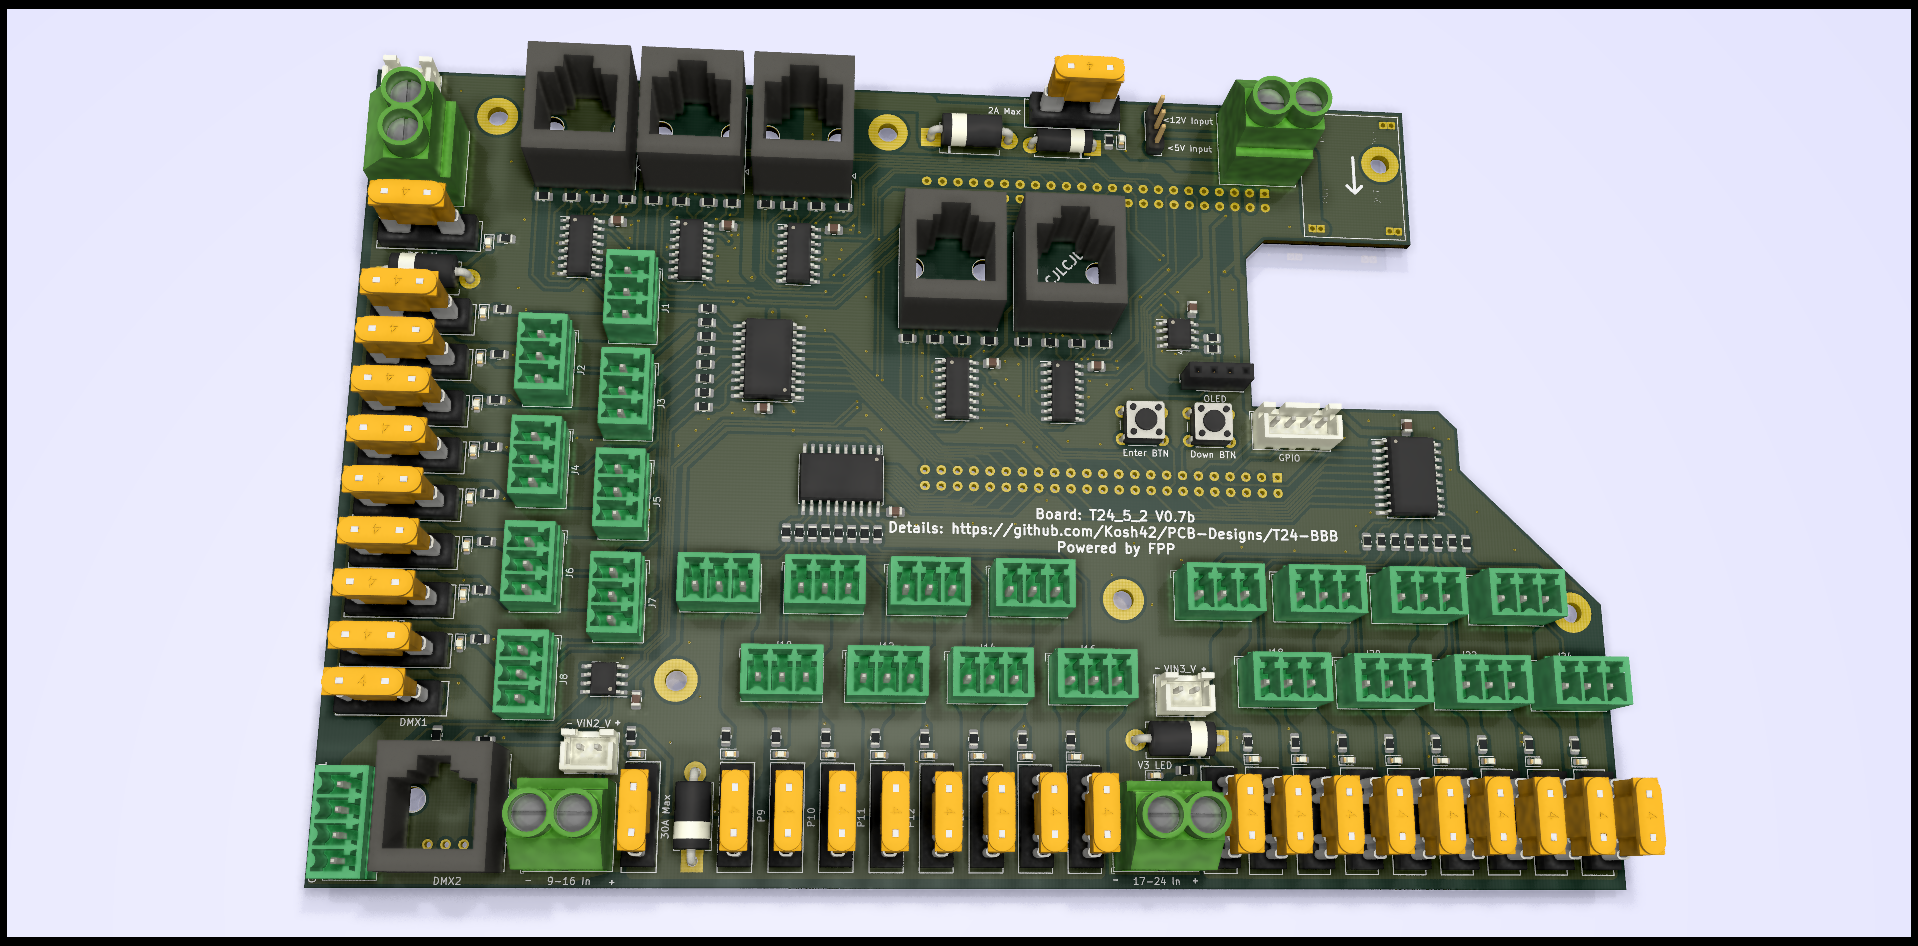 2A Max
<12V Input
<5V Input
J1
CJLCJL
J2
J3
OLED
Enter BTN
Down BTN
GPIO
J4
J5
Board: T24_5_2 V0.7b
Details: https://github.com/Kosh42/PCB-Designs/T24-BBB
Powered by FPP
J6
J7
J8
- VIN3_V +
DMX1
- VIN2_V +
V3 LED
30A Max
P9
P10
P11
P12
DMX2
- 9-16 In +
- 17-24 In +